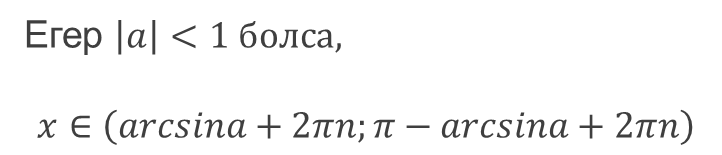 Егер |a| < 1 болса,
x ∈ (arcsina + 2πn; π − arcsina + 2πn)